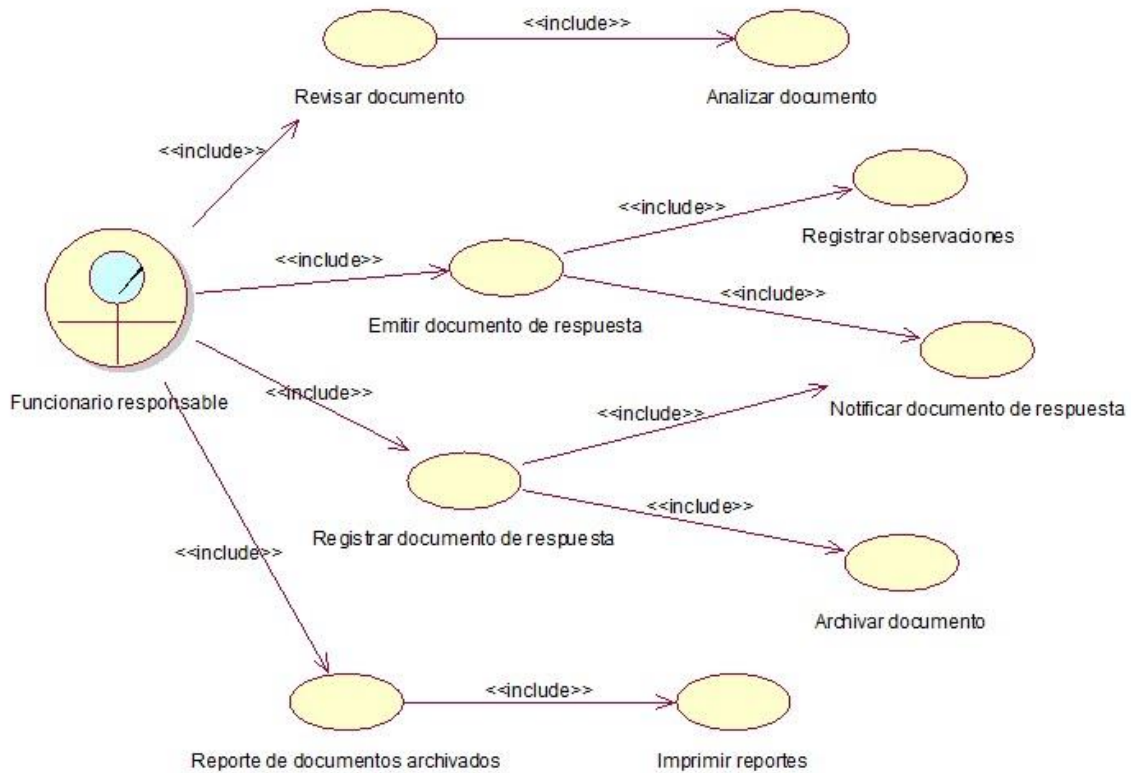 <<include>>
Revisar documento
Analizar documento
<<include>>
<<include>>
Registrar observaciones
<<include>>
Emitir documento de respuesta
<<include>>
Funcionario responsable
<<include>>
<<include>>
Notificar documento de respuesta
<<include>>
Registrar documento de respuesta
<<include>>
Archivar documento
<<include>>
Reporte de documentos archivados
Imprimir reportes